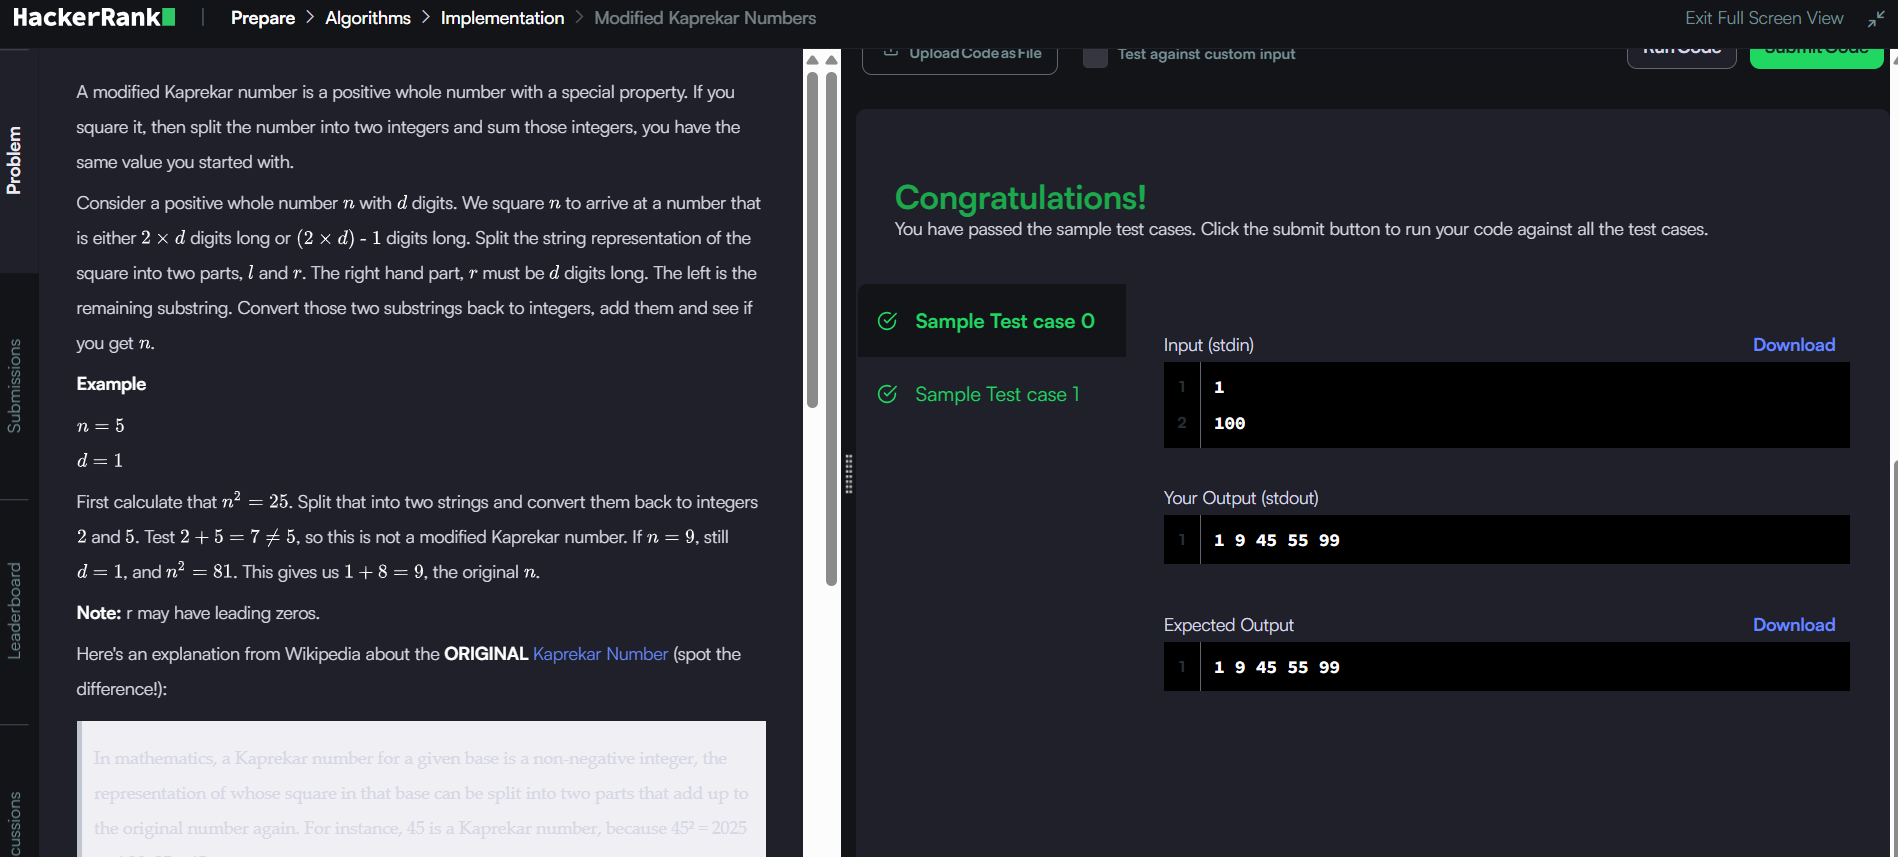 HackerRank
Prepare > Algorithms > Implementation > Modified Kaprekar Numbers
Exit Full Screen View
Problem
Submissions
Leaderboard
cussions
A modified Kaprekar number is a positive whole number with a special property. If you
square it, then split the number into two integers and sum those integers, you have the
same value you started with.
Consider a positive whole number n with d digits. We square n to arrive at a number that
is either 2 × d digits long or (2 × d) - 1 digits long. Split the string representation of the
square into two parts, l and r. The right hand part, r must be d digits long. The left is the
remaining substring. Convert those two substrings back to integers, add them and see if
you get n.
Example
n = 5
d = 1
First calculate that n² = 25. Split that into two strings and convert them back to integers
2 and 5. Test 2 + 5 = 7 ≠ 5, so this is not a modified Kaprekar number. If n = 9, still
d = 1, and n² = 81. This gives us 1 + 8 = 9, the original n.
Note: r may have leading zeros.
Here's an explanation from Wikipedia about the ORIGINAL Kaprekar Number (spot the
difference!):
In mathematics, a Kaprekar number for a given base is a non-negative integer, the
representation of whose square in that base can be split into two parts that add up to
the original number again. For instance, 45 is a Kaprekar number, because 45² = 2025
Upload Code as File
Test against custom input
Run Code
Submit Code
Congratulations!
You have passed the sample test cases. Click the submit button to run your code against all the test cases.
Sample Test case 0
Sample Test case 1
Input (stdin)
Download
1 1
2 100
Your Output (stdout)
1 1 9 45 55 99
Expected Output
Download
1 1 9 45 55 99